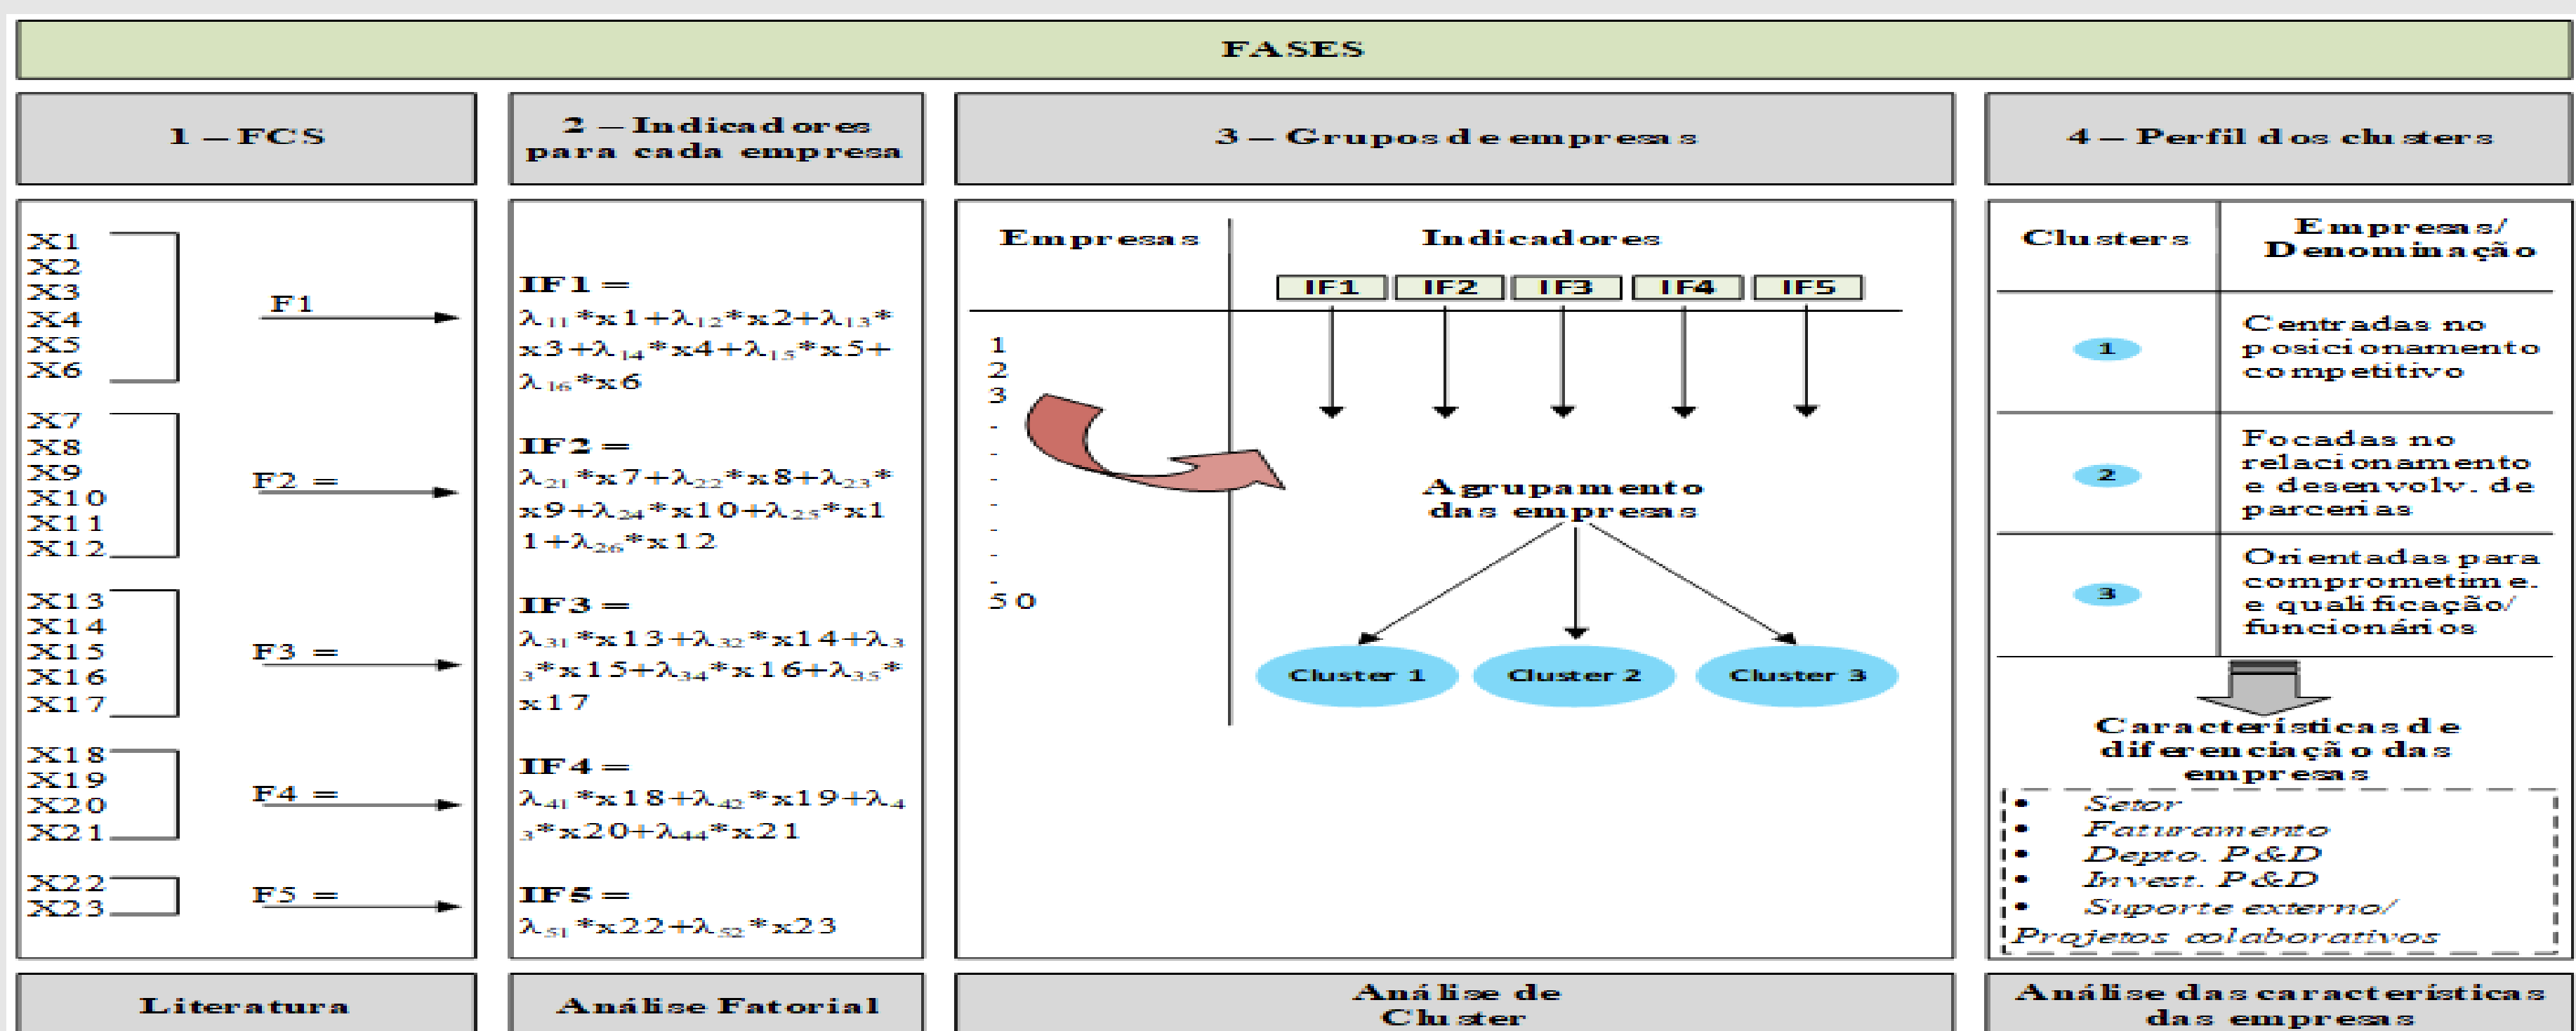 FASES
1 – FCS
2 – Indicadores
para cada empresa
3 – Grupos de empresas
4 – Perfil dos clusters
X1
X2
X3
X4
X5
X6
F1
X7
X8
X9
X10
X11
X12
F2 =
X13
X14
X15
X16
X17
F3 =
X18
X19
X20
X21
F4 =
X22
X23
F5 =
IF1 =
λ₁₁*x1+λ₁₂*x2+λ₁₃*
x3+λ₁₄*x4+λ₁₅*x5+
λ₁₆*x6
IF2 =
λ₂₁*x7+λ₂₂*x8+λ₂₃*
x9+λ₂₄*x10+λ₂₅*x1
1+λ₂₆*x12
IF3 =
λ₃₁*x13+λ₃₂*x14+λ₃
₃*x15+λ₃₄*x16+λ₃₅*
x17
IF4 =
λ₄₁*x18+λ₄₂*x19+λ₄
₃*x20+λ₄₄*x21
IF5 =
λ₅₁*x22+λ₅₂*x23
Empresas
Indicadores
IF1 IF2 IF3 IF4 IF5
1
2
3
.
.
.
.
.
.
.
50
Agrupamento
das empresas
Cluster 1 Cluster 2 Cluster 3
Clusters
Empresas/
Denominação
1
Centradas no
posicionamento
competitivo
2
Focadas no
relacionamento
e desenvolv. de
parcerias
3
Orientadas para
comprometime.
e qualificação/
funcionários
Características de
diferenciação das
empresas
• Setor
• Faturamento
• Depto. P&D
• Invest. P&D
• Suporte externo/
Projetos colaborativos
Literatura
Análise Fatorial
Análise de
Cluster
Análise das características
das empresas